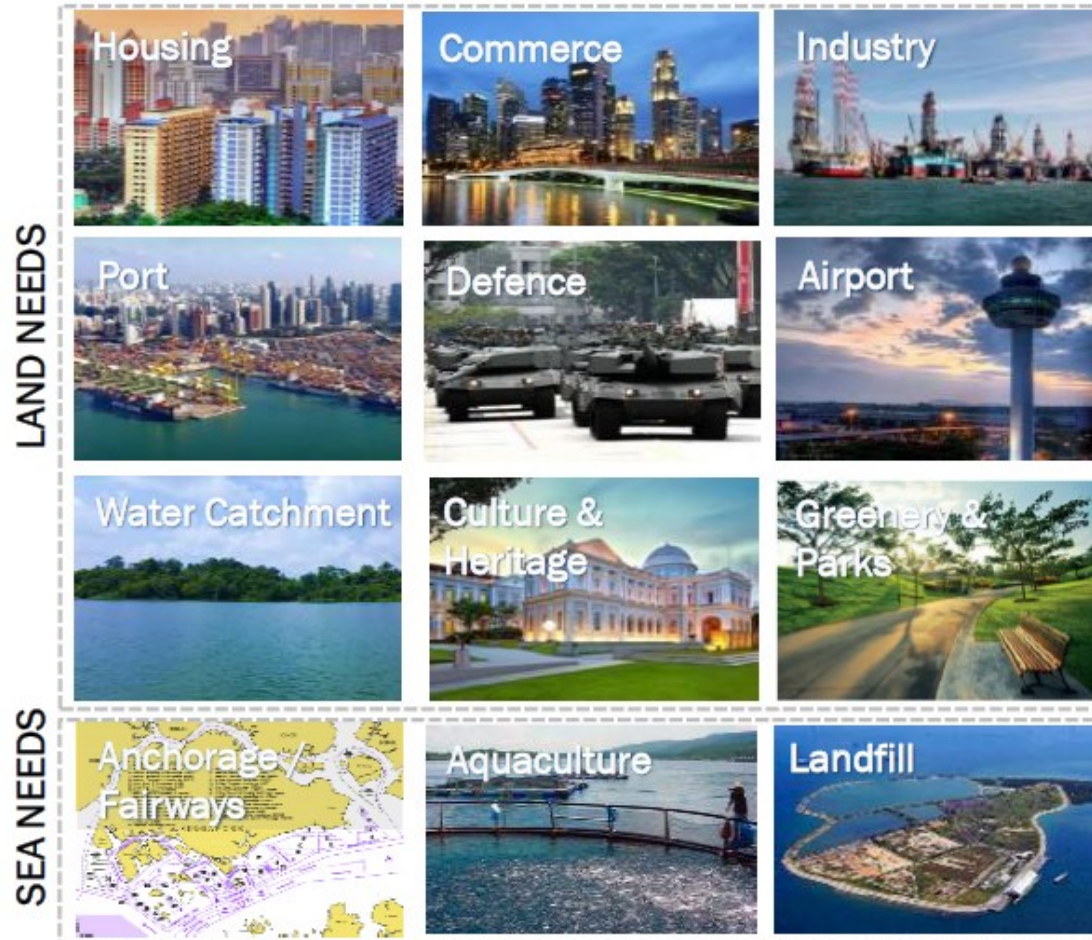 LAND NEEDS
Housing
Commerce
Industry
Port
Defence
Airport
Water Catchment
Culture &
Heritage
Greenery &
Parks
SEA NEEDS
Anchorage /
Fairways
Aquaculture
Landfill